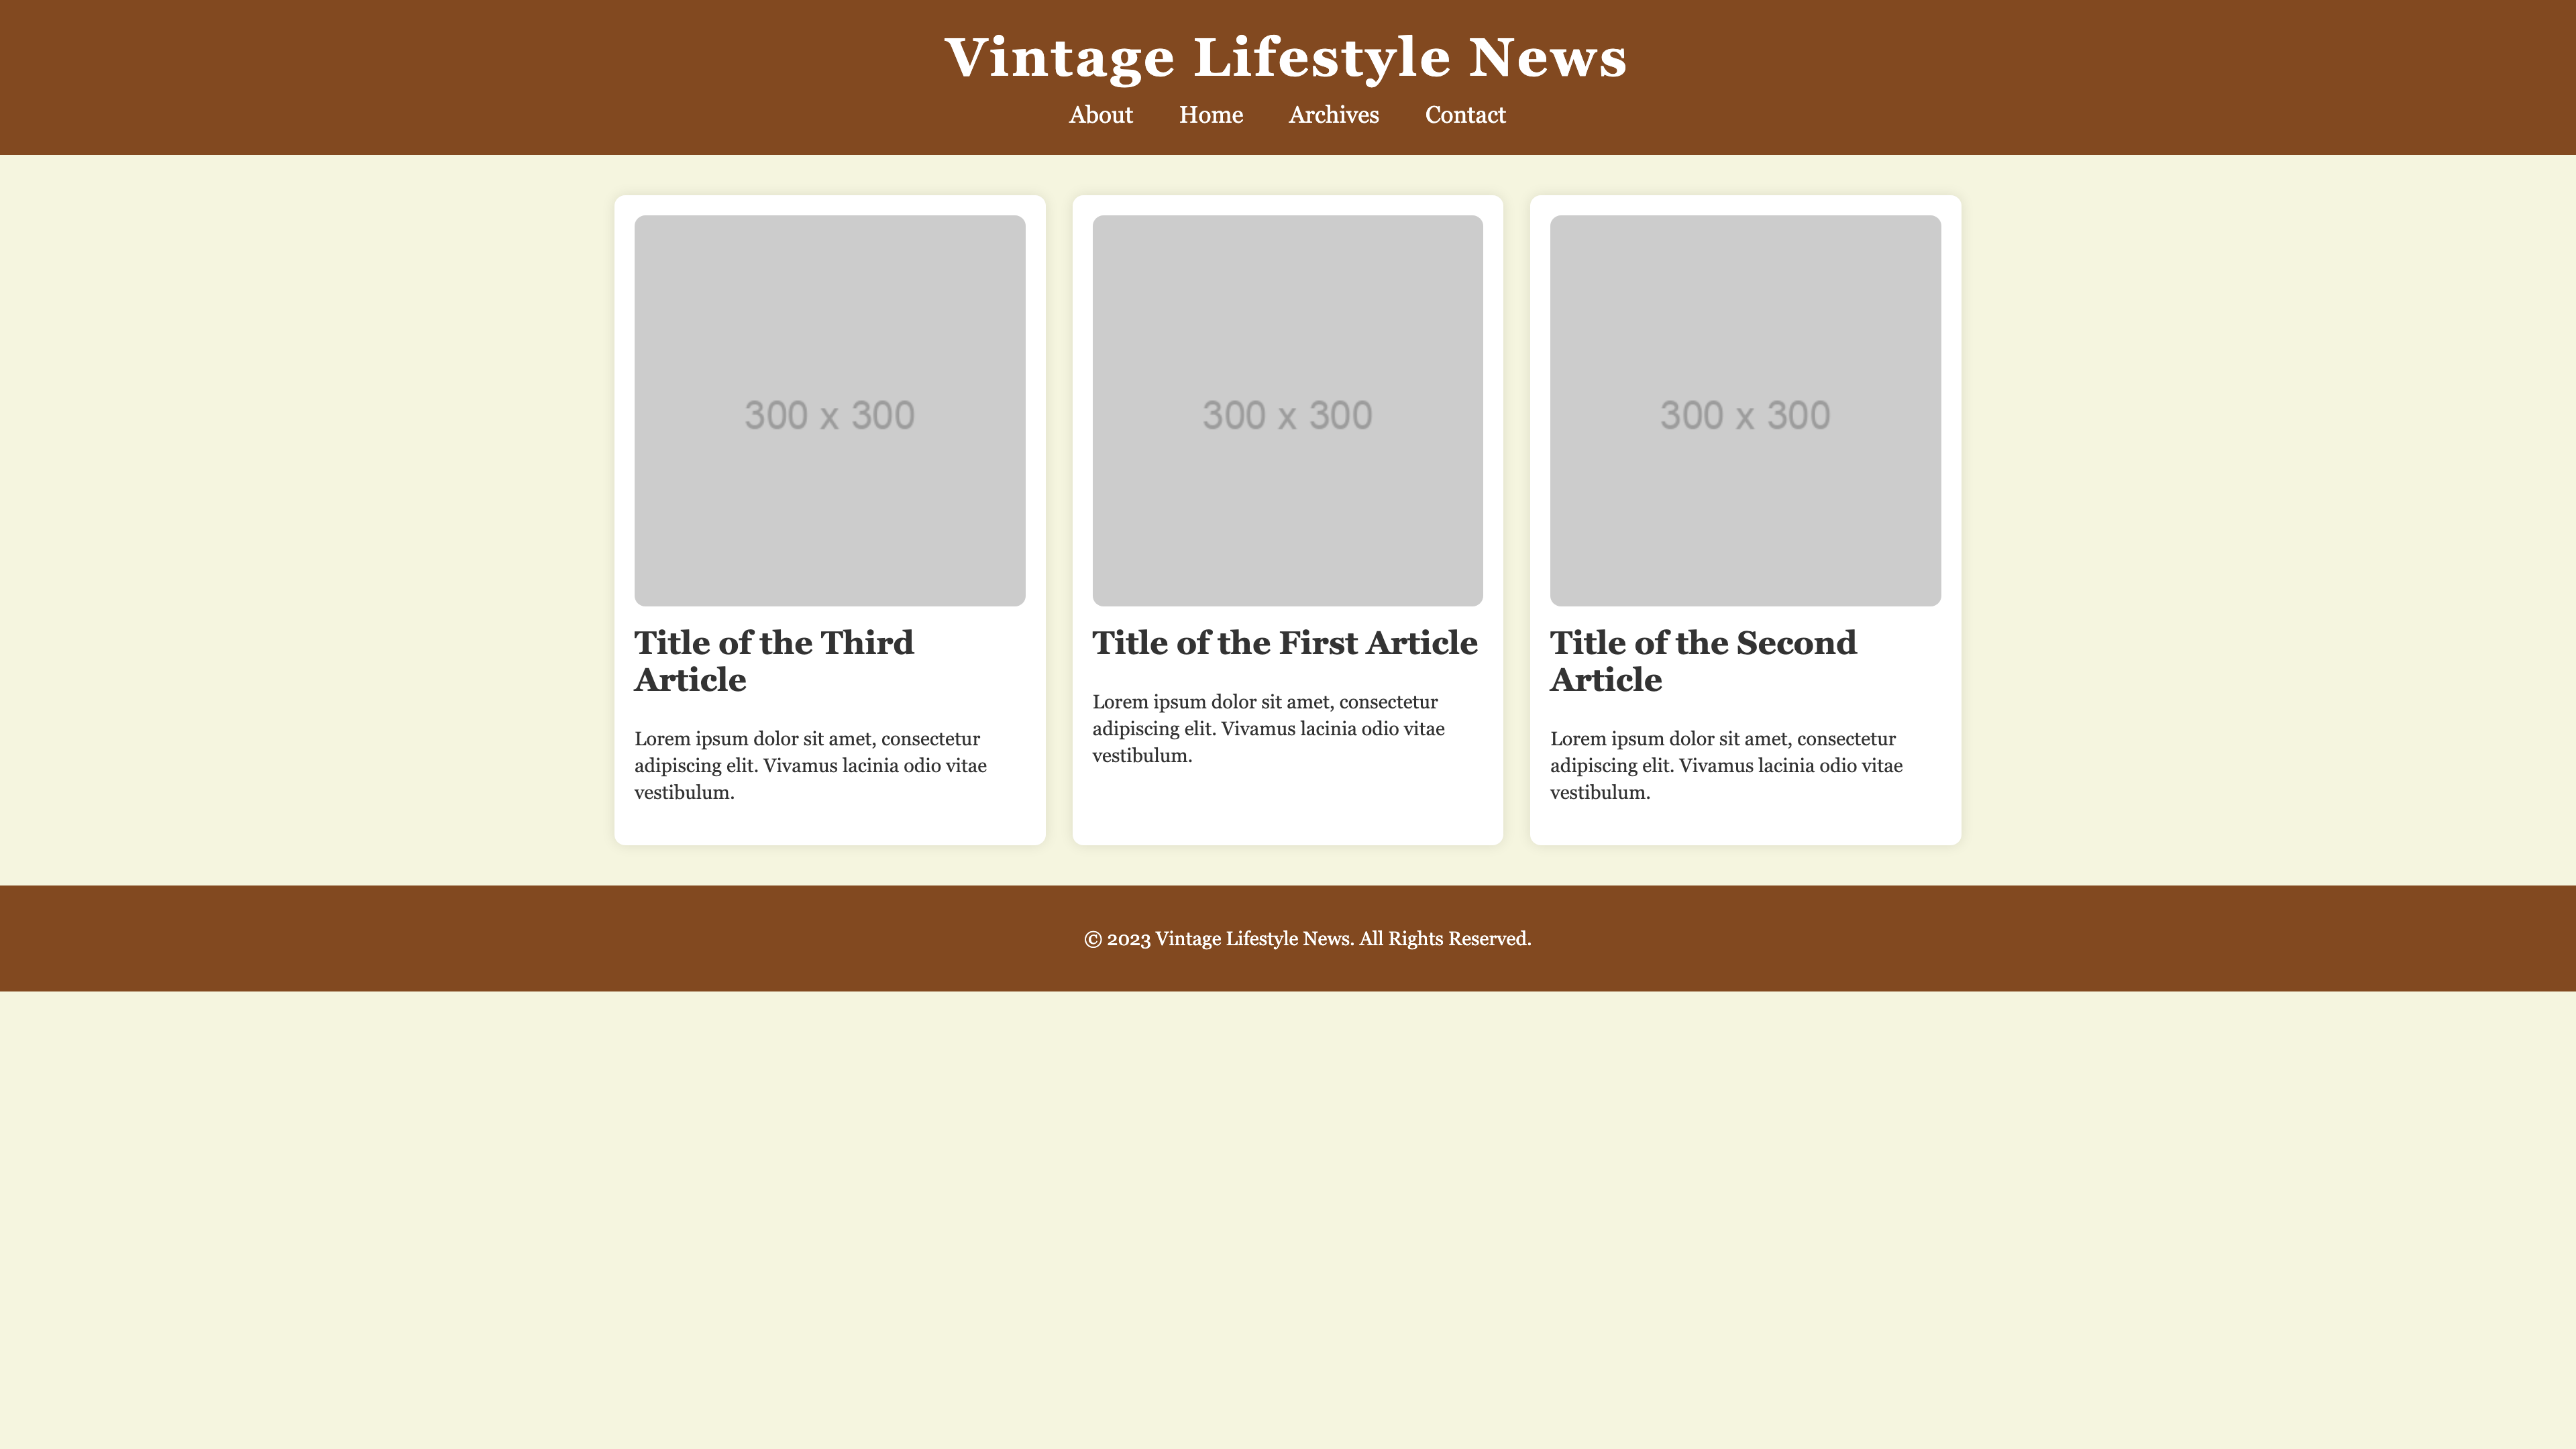 Vintage Lifestyle News
About Home Archives Contact
300 x 300
Title of the Third
Article
Lorem ipsum dolor sit amet, consectetur
adipiscing elit. Vivamus lacinia odio vitae
vestibulum.
300 x 300
Title of the First Article
Lorem ipsum dolor sit amet, consectetur
adipiscing elit. Vivamus lacinia odio vitae
vestibulum.
300 x 300
Title of the Second
Article
Lorem ipsum dolor sit amet, consectetur
adipiscing elit. Vivamus lacinia odio vitae
vestibulum.
© 2023 Vintage Lifestyle News. All Rights Reserved.